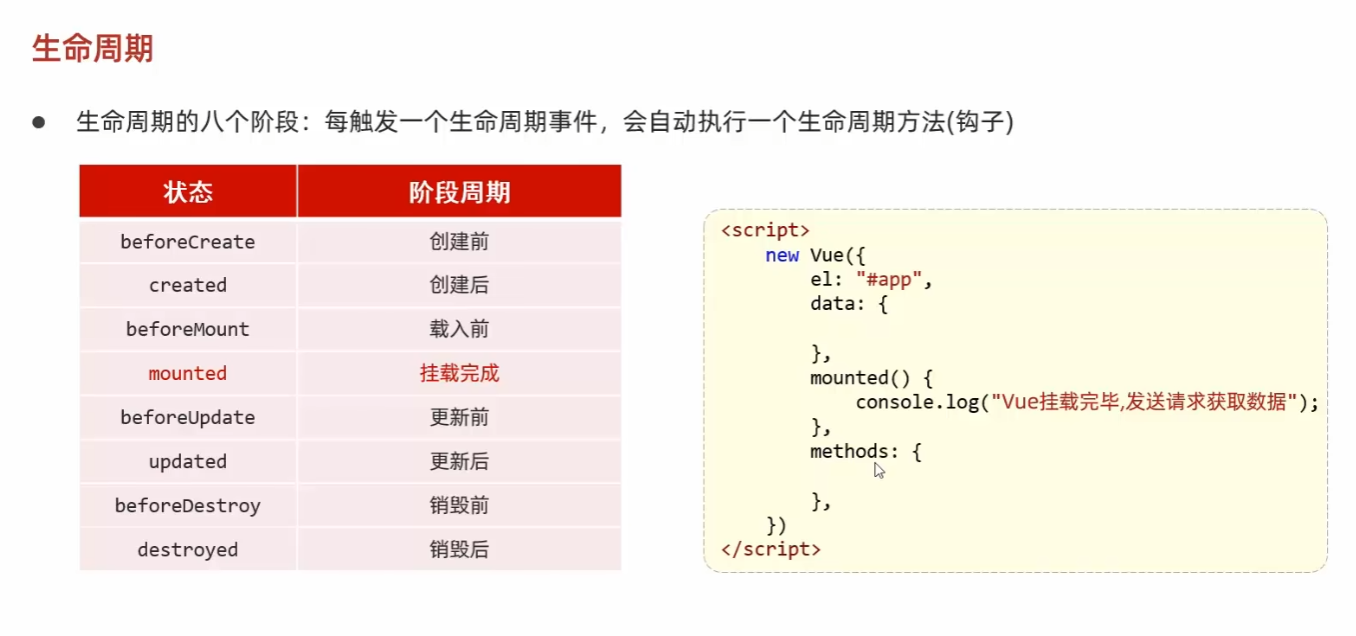 生命周期
● 生命周期的八个阶段：每触发一个生命周期事件，会自动执行一个生命周期方法(钩子)
状态 阶段周期
beforeCreate 创建前
created 创建后
beforeMount 载入前
mounted 挂载完成
beforeUpdate 更新前
updated 更新后
beforeDestroy 销毁前
destroyed 销毁后
<script>
new Vue({
el: "#app",
data: {
},
mounted() {
console.log("Vue挂载完毕,发送请求获取数据");
},
methods: {
},
})
</script>